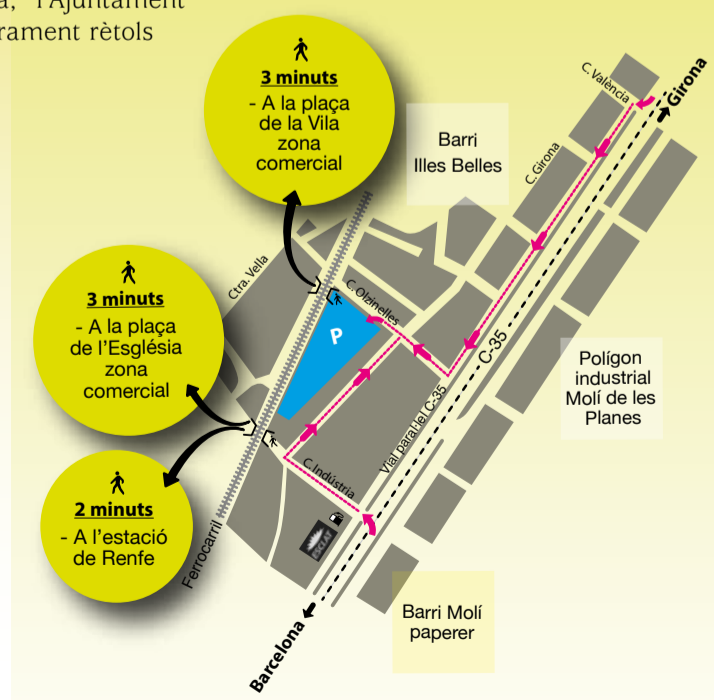 a, l'Ajuntament
rament rètols
3 minuts
- A la plaça
de la Vila
zona
comercial
Barri
Illes Belles
C. València
Girona
C. Girona
Ctra. Vella
C. Olzinelles
3 minuts
- A la plaça
de l'Església
zona
comercial
P
C-35
Vial paral·lel C-35
Polígon
industrial
Molí de les
Planes
2 minuts
- A l'estació
de Renfe
C. Indústria
ESCLAT
Ferrocarril
Barri Molí
paperer
Barcelona